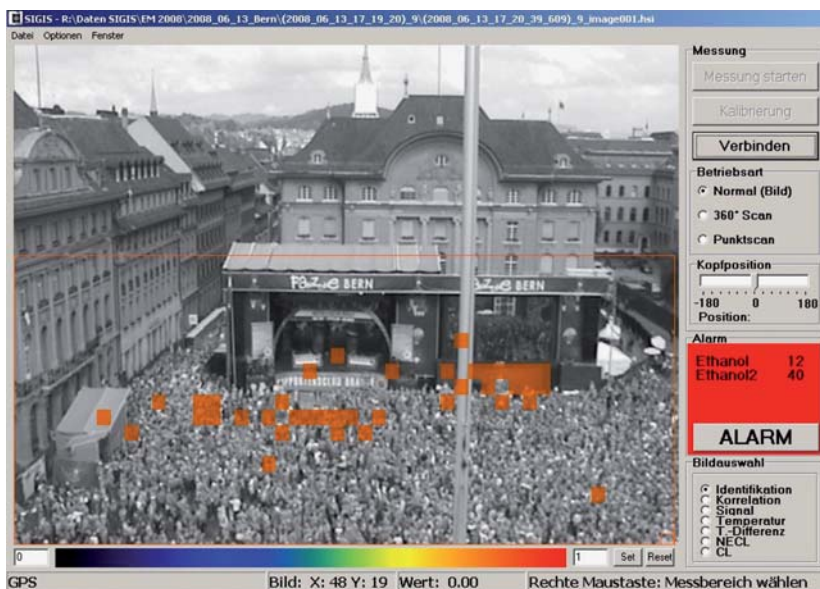 SIGIS - R:\Daten SIGIS\EM 2008\2008_06_13_Bern\(2008_06_13_17_19_20)_9\(2008_06_13_17_20_39_609)_9_image001.hsi
Datei Optionen Fenster
Messung
Messung starten
Kalibrierung
Verbinden
Betriebsart
Normal (Bild)
360° Scan
Punktscan
Kopfposition
-180 0 180
Position:
Alarm
Ethanol 12
Ethanol2 40
ALARM
Bildauswahl
Identifikation
Korrelation
Signal
Temperatur
T.-Differenz
NECL
CL
BERN
BERN
0
1 Set Reset
GPS Bild: X: 48 Y: 19 Wert: 0.00 Rechte Maustaste: Messbereich wählen